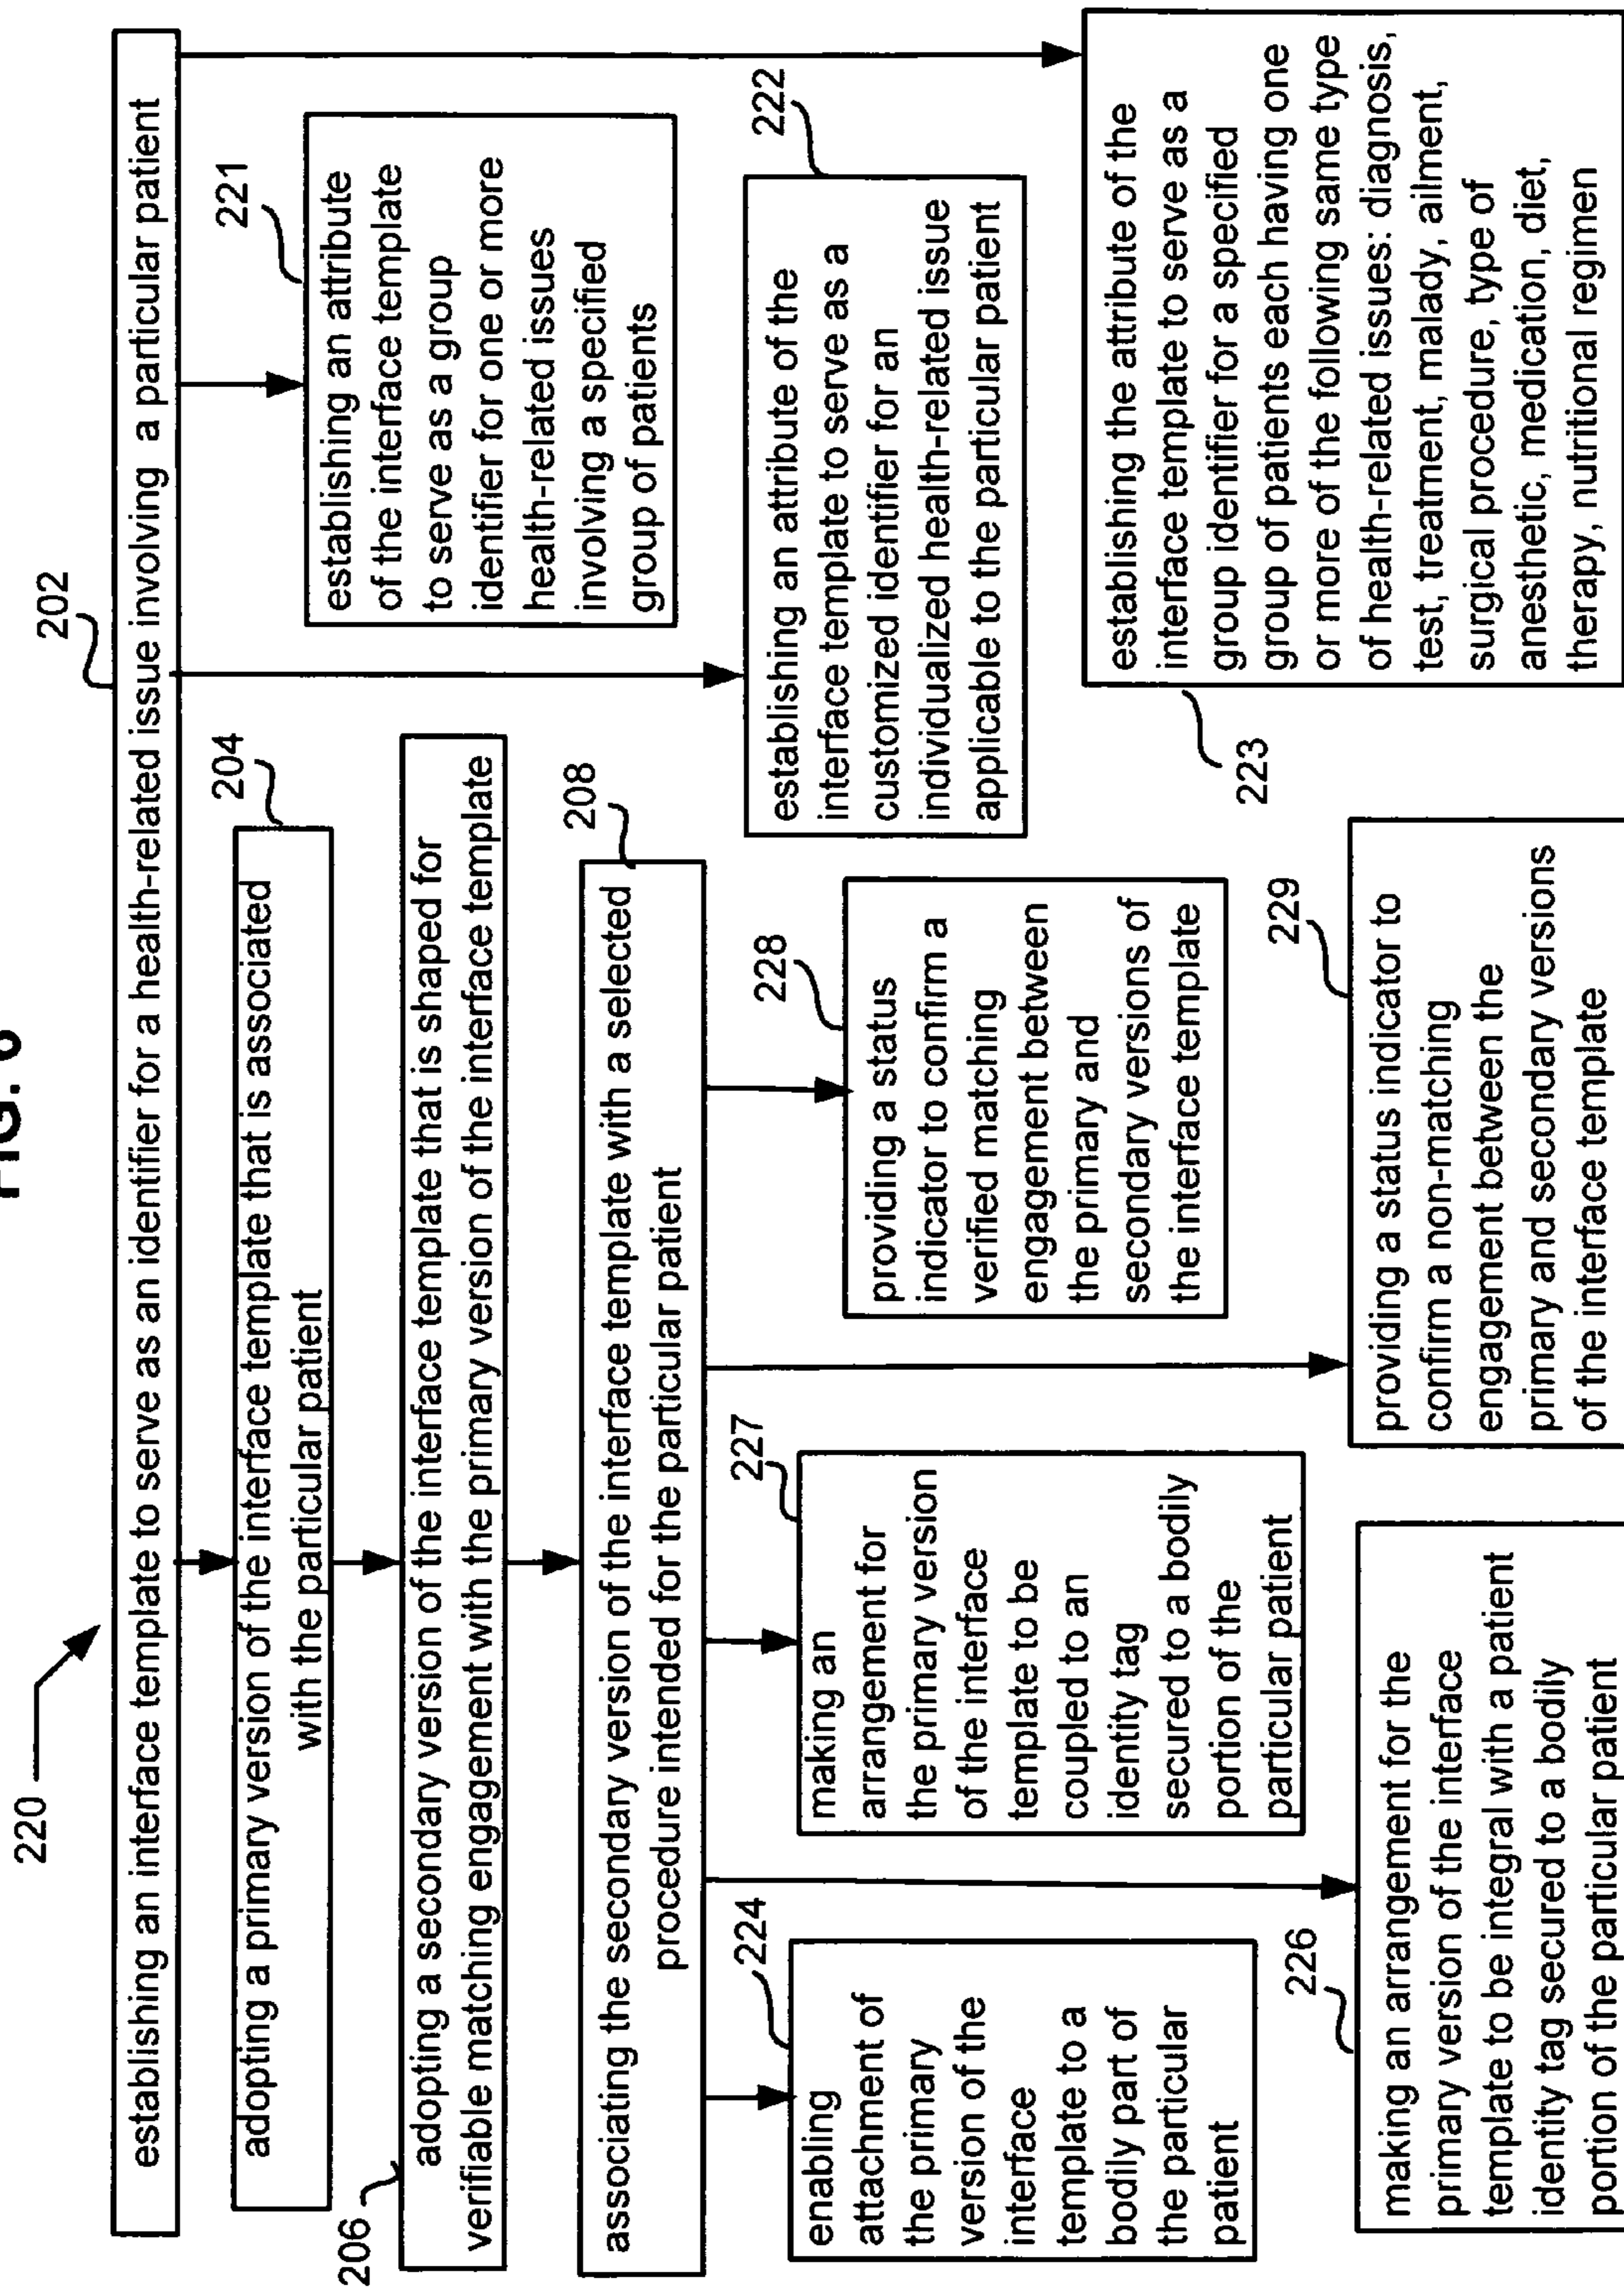 FIG.
220
202
establishing an interface template to serve as an identifier for a health-related issue involving a particular patient
204
adopting a primary version of the interface template that is associated
with the particular patient
206
adopting a secondary version of the interface template that is shaped for
verifiable matching engagement with the primary version of the interface template
208
associating the secondary version of the interface template with a selected
procedure intended for the particular patient
221
establishing an attribute
of the interface template
to serve as a group
identifier for one or more
health-related issues
involving a specified
group of patients
222
establishing an attribute of the
interface template to serve as a
customized identifier for an
individualized health-related issue
applicable to the particular patient
223
establishing the attribute of the
interface template to serve as a
group identifier for a specified
group of patients each having one
or more of the following same type
of health-related issues: diagnosis,
test, treatment, malady, ailment,
surgical procedure, type of
anesthetic, medication, diet,
therapy, nutritional regimen
224
enabling
attachment of
the primary
version of the
interface
template to a
bodily part of
the particular
patient
226
making an arrangement for the
primary version of the interface
template to be integral with a patient
identity tag secured to a bodily
portion of the particular patient
227
making an
arrangement for
the primary version
of the interface
template to be
coupled to an
identity tag
secured to a bodily
portion of the
particular patient
228
providing a status
indicator to confirm a
verified matching
engagement between
the primary and
secondary versions of
the interface template
229
providing a status indicator to
confirm a non-matching
engagement between the
primary and secondary versions
of the interface template